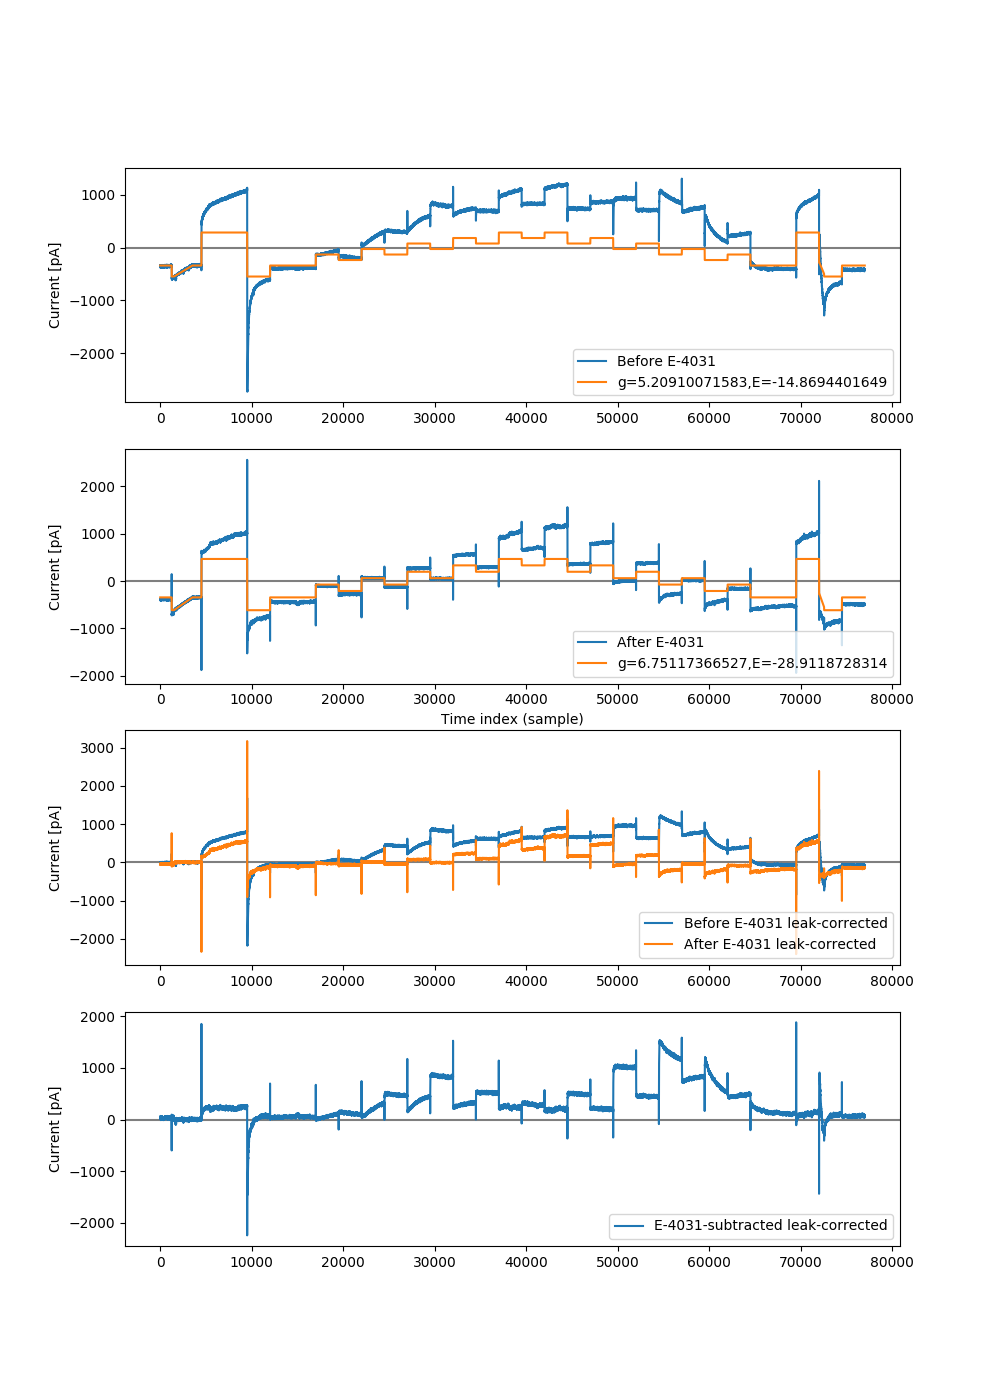 1000
0
−1000
−2000
Current [pA]
Before E-4031
g=5.20910071583,E=-14.8694401649
0 10000 20000 30000 40000 50000 60000 70000 80000
2000
1000
0
−1000
−2000
Current [pA]
After E-4031
g=6.75117366527,E=-28.9118728314
0 10000 20000 30000 40000 50000 60000 70000 80000
Time index (sample)
3000
2000
1000
0
−1000
−2000
Current [pA]
Before E-4031 leak-corrected
After E-4031 leak-corrected
0 10000 20000 30000 40000 50000 60000 70000 80000
2000
1000
0
−1000
−2000
Current [pA]
E-4031-subtracted leak-corrected
0 10000 20000 30000 40000 50000 60000 70000 80000